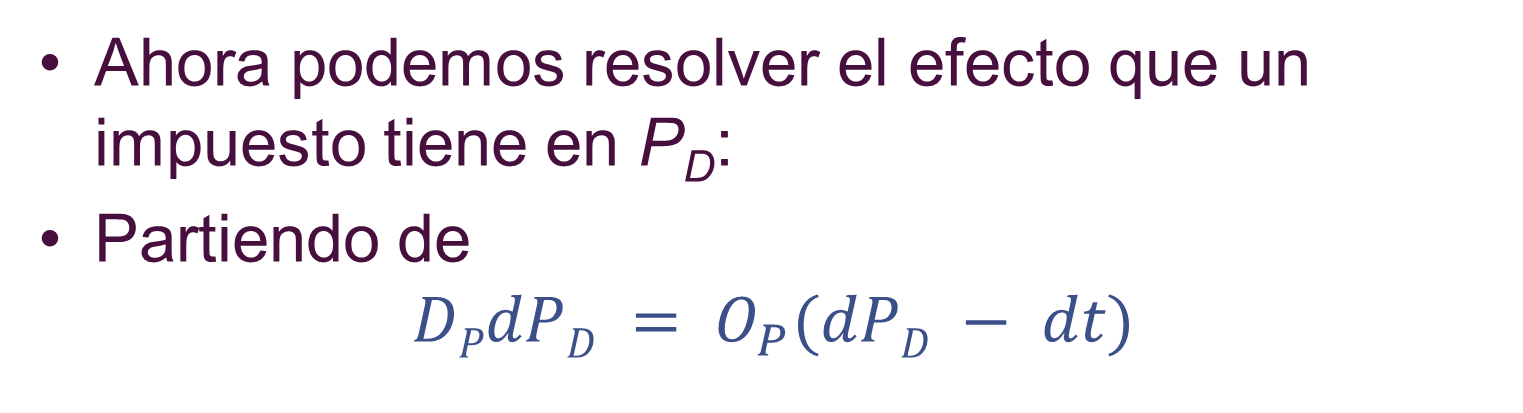 • Ahora podemos resolver el efecto que un
impuesto tiene en P_D:
• Partiendo de
D_P dP_D = O_P(dP_D − dt)